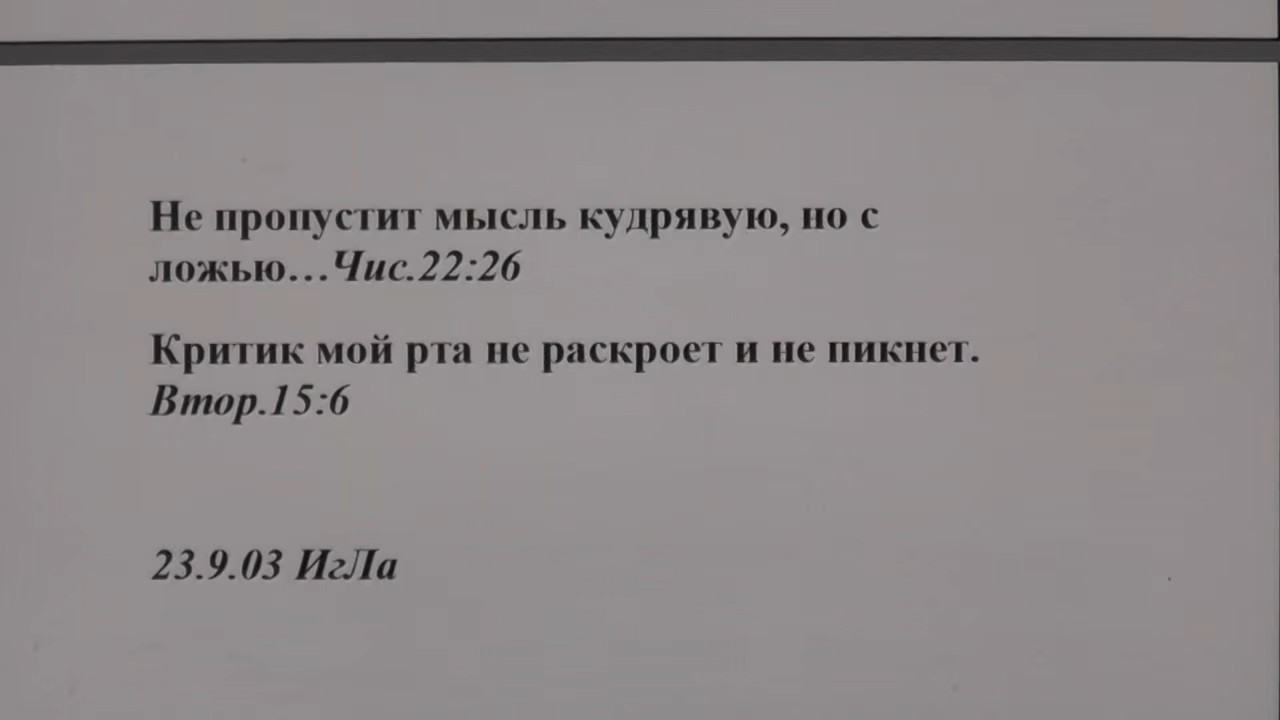 Не пропустит мысль кудрявую, но с
ложью…Чис.22:26
Критик мой рта не раскроет и не пикнет.
Втор.15:6
23.9.03 ИгЛа